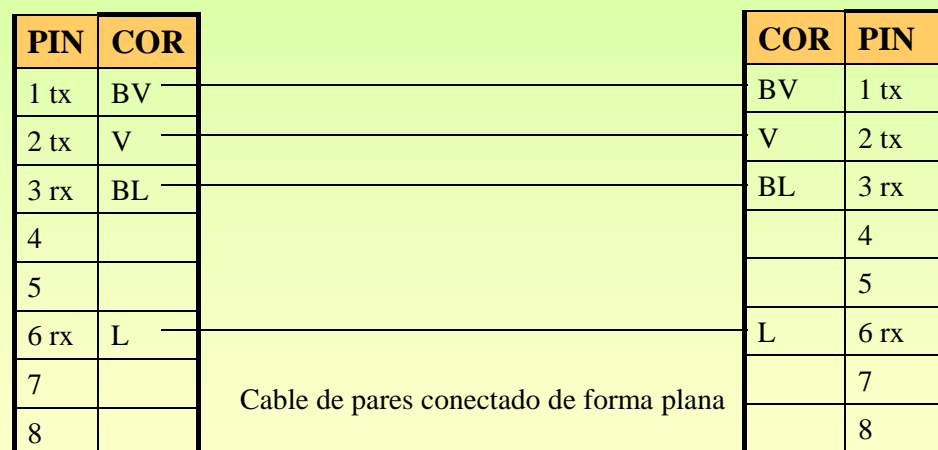 PIN COR COR PIN
1 tx BV BV 1 tx
2 tx V V 2 tx
3 rx BL BL 3 rx
4 4
5 5
6 rx L L 6 rx
7 7
Cable de pares conectado de forma plana
8 8